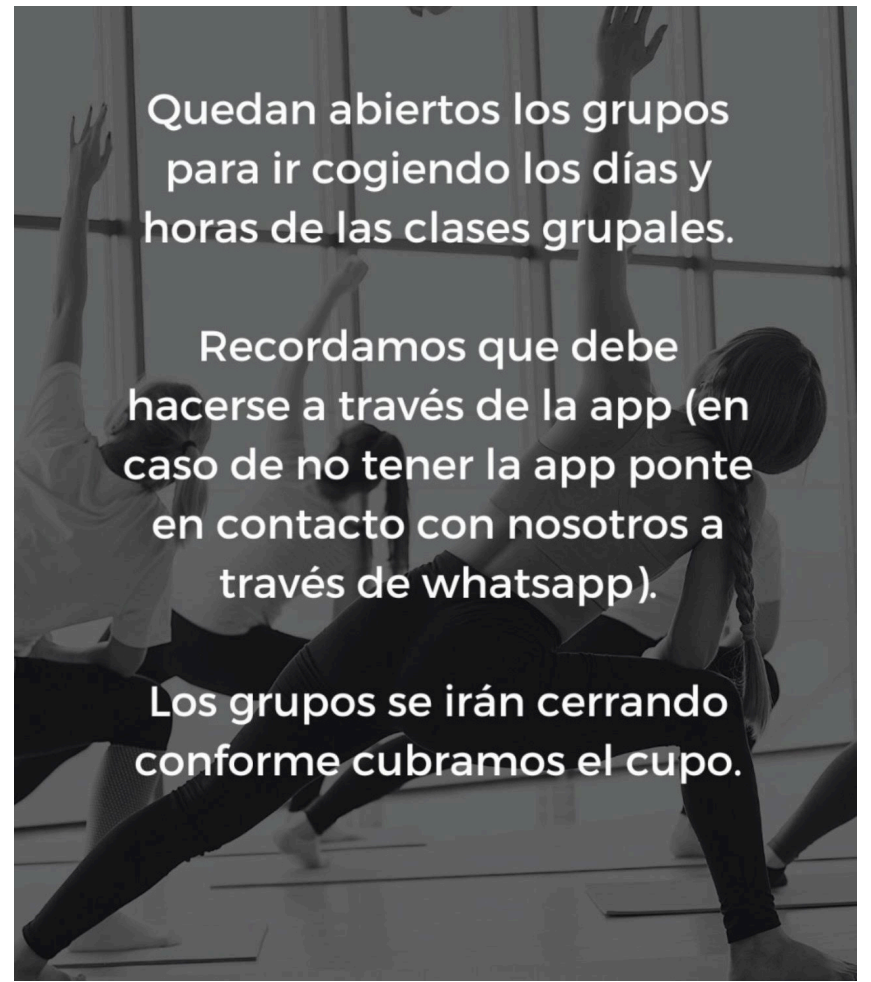 Quedan abiertos los grupos
para ir cogiendo los días y
horas de las clases grupales.
Recordamos que debe
hacerse a través de la app (en
caso de no tener la app ponte
en contacto con nosotros a
través de whatsapp).
Los grupos se irán cerrando
conforme cubramos el cupo.